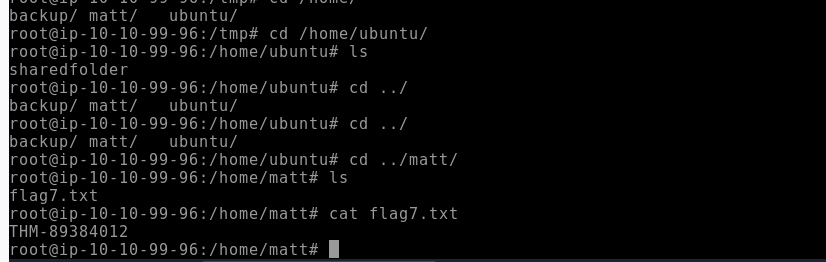 root@ip-10-10-99-96:/tmp# cd /home/
backup/ matt/   ubuntu/
root@ip-10-10-99-96:/tmp# cd /home/ubuntu/
root@ip-10-10-99-96:/home/ubuntu# ls
sharedfolder
root@ip-10-10-99-96:/home/ubuntu# cd ../
backup/ matt/   ubuntu/
root@ip-10-10-99-96:/home/ubuntu# cd ../
backup/ matt/   ubuntu/
root@ip-10-10-99-96:/home/ubuntu# cd ../matt/
root@ip-10-10-99-96:/home/matt# ls
flag7.txt
root@ip-10-10-99-96:/home/matt# cat flag7.txt
THM-89384012
root@ip-10-10-99-96:/home/matt#